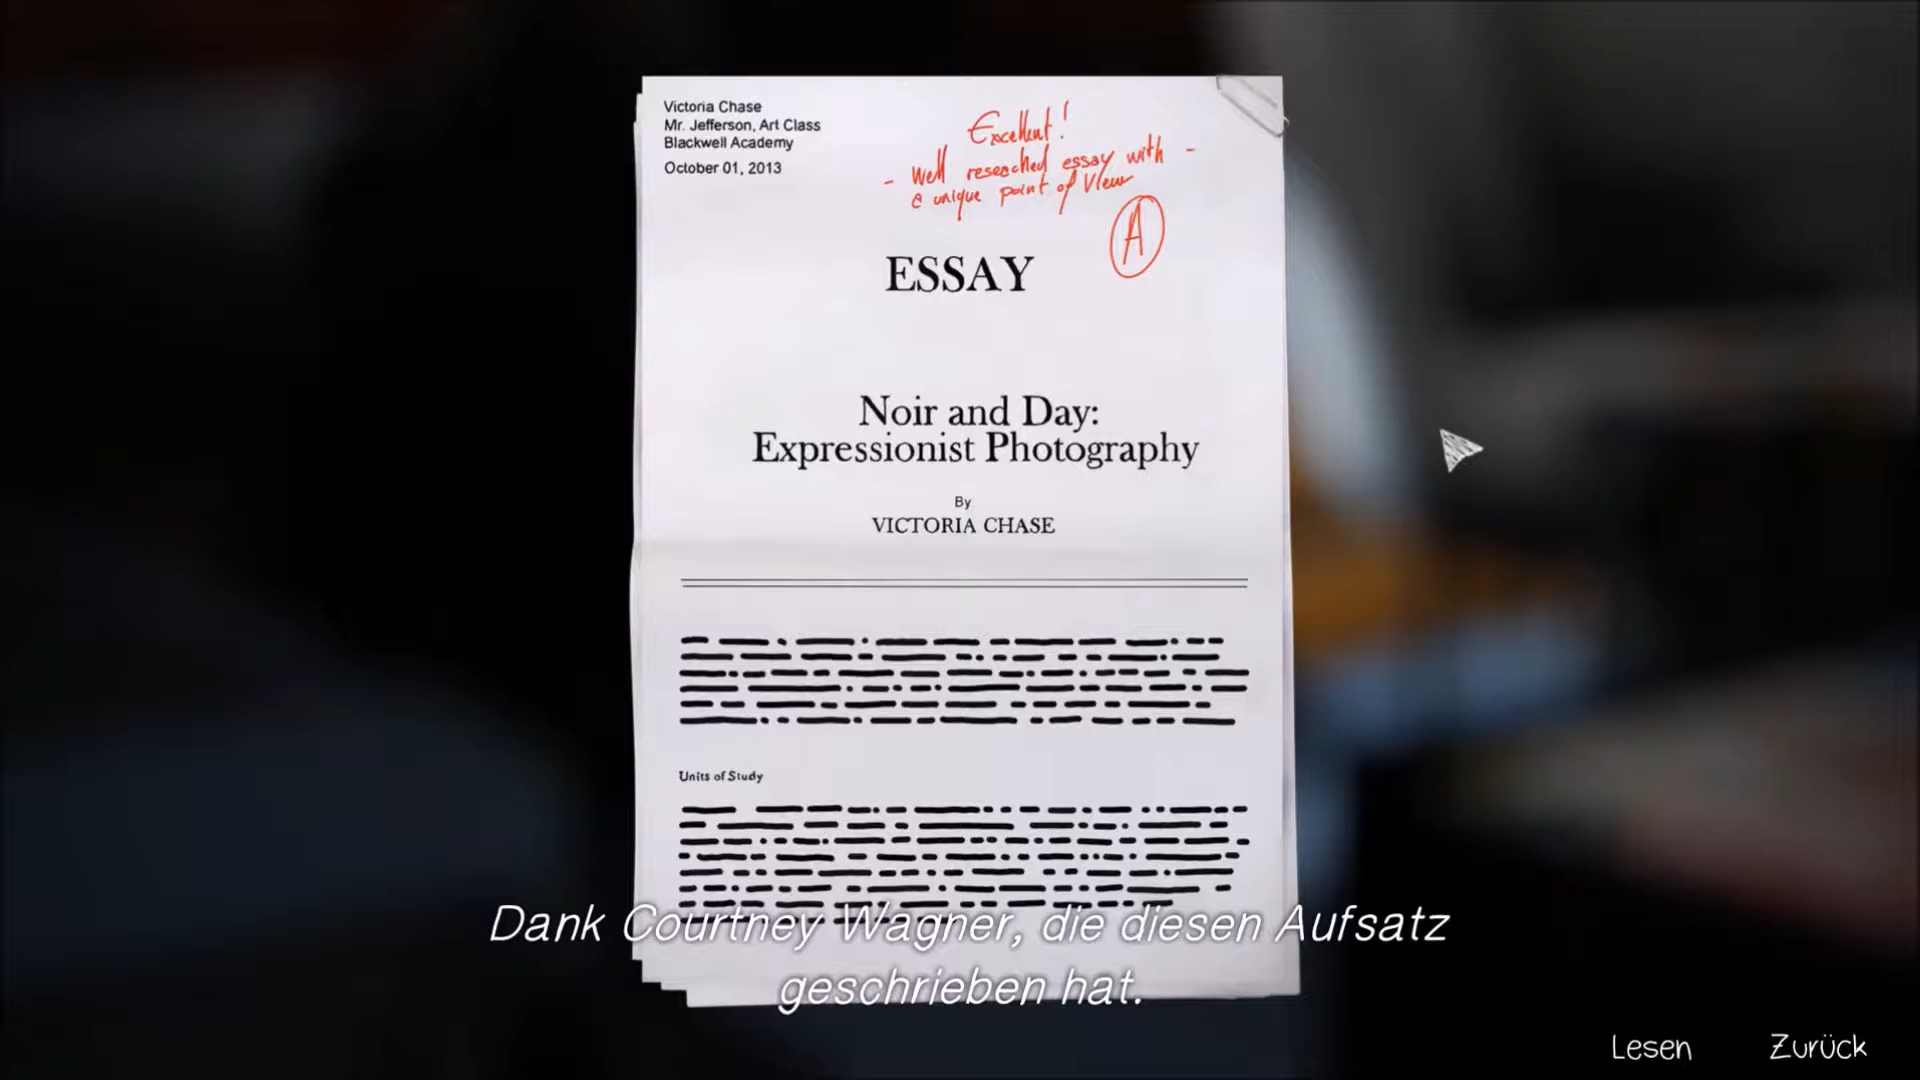 Victoria Chase
Mr. Jefferson, Art Class
Blackwell Academy
October 01, 2013
Excellent!
- Well reseached essay with -
a unique point of View
A
ESSAY
Noir and Day:
Expressionist Photography
By
VICTORIA CHASE
Units of Study
Dank Courtney Wagner, die diesen Aufsatz
geschrieben hat.
Lesen Zurück